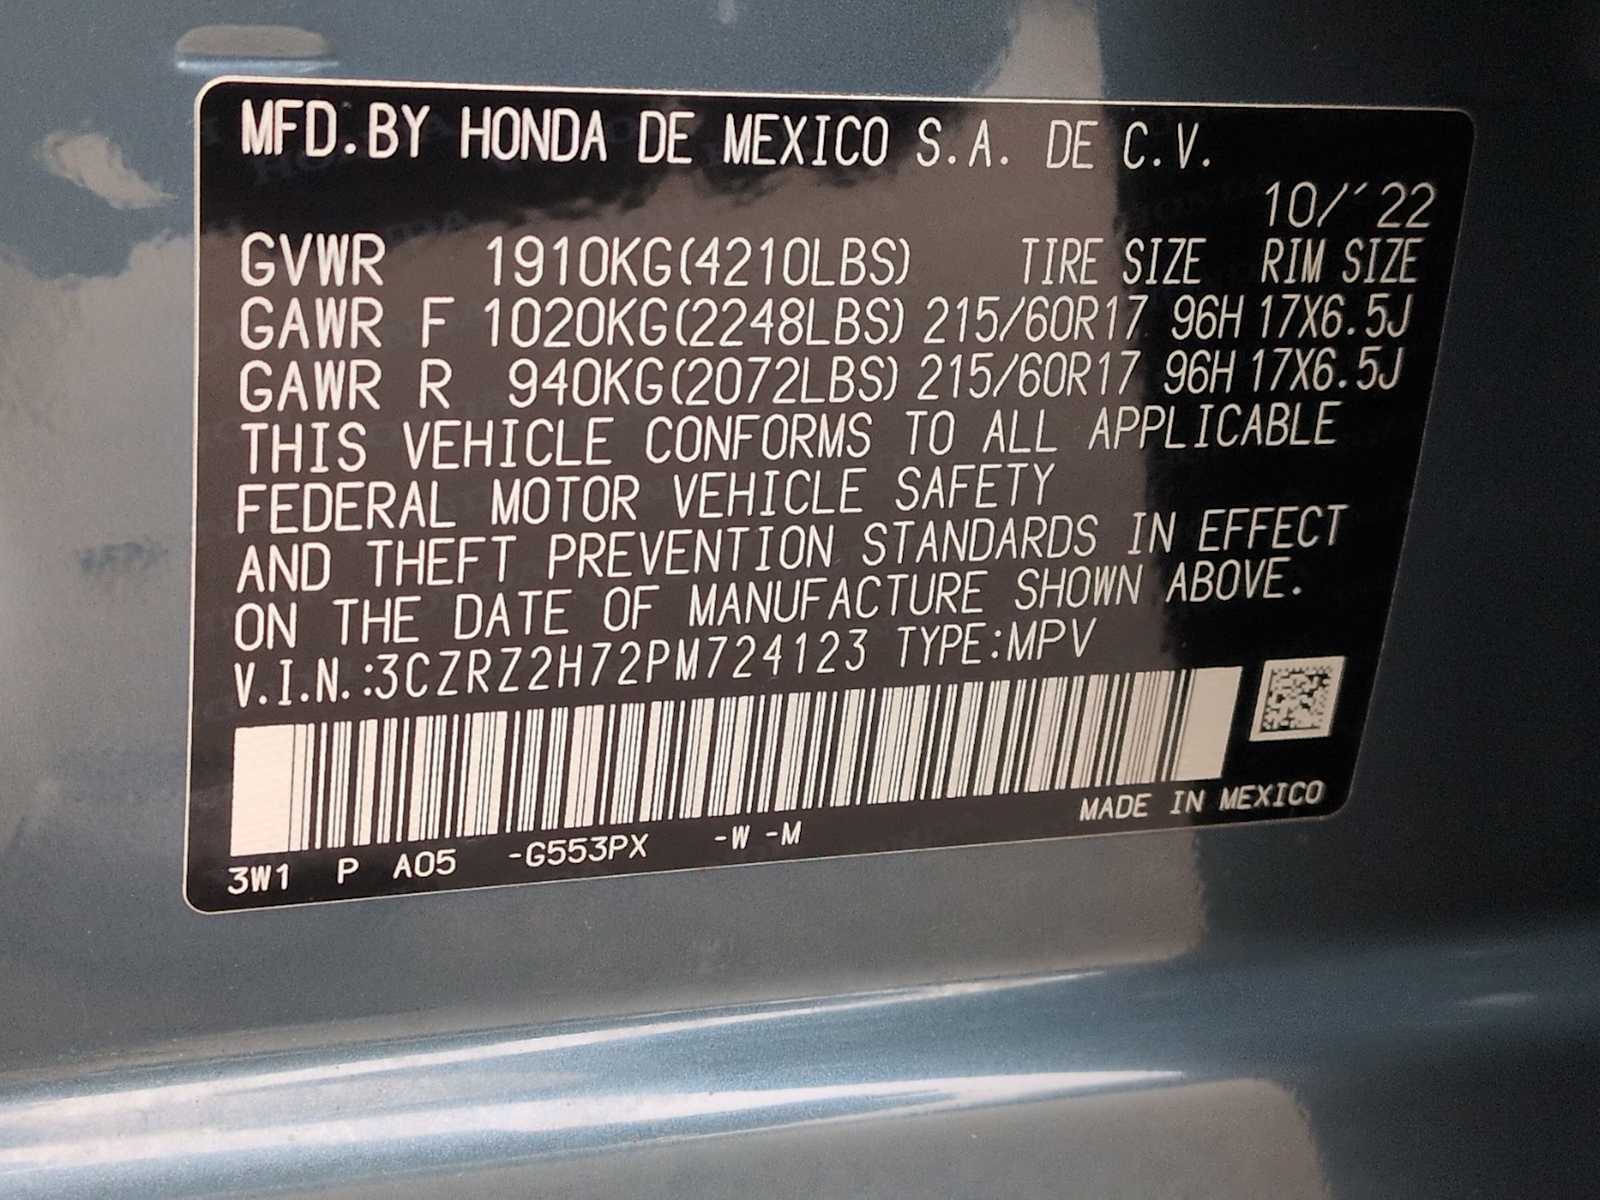 MFD.BY HONDA DE MEXICO S.A. DE C.V.
10/´22
GVWR 1910KG(4210LBS) TIRE SIZE RIM SIZE
GAWR F 1020KG(2248LBS) 215/60R17 96H 17X6.5J
GAWR R 940KG(2072LBS) 215/60R17 96H 17X6.5J
THIS VEHICLE CONFORMS TO ALL APPLICABLE
FEDERAL MOTOR VEHICLE SAFETY
AND THEFT PREVENTION STANDARDS IN EFFECT
ON THE DATE OF MANUFACTURE SHOWN ABOVE.
V.I.N.:3CZRZ2H72PM724123 TYPE:MPV
MADE IN MEXICO
3W1 P A05 -G553PX -W -M